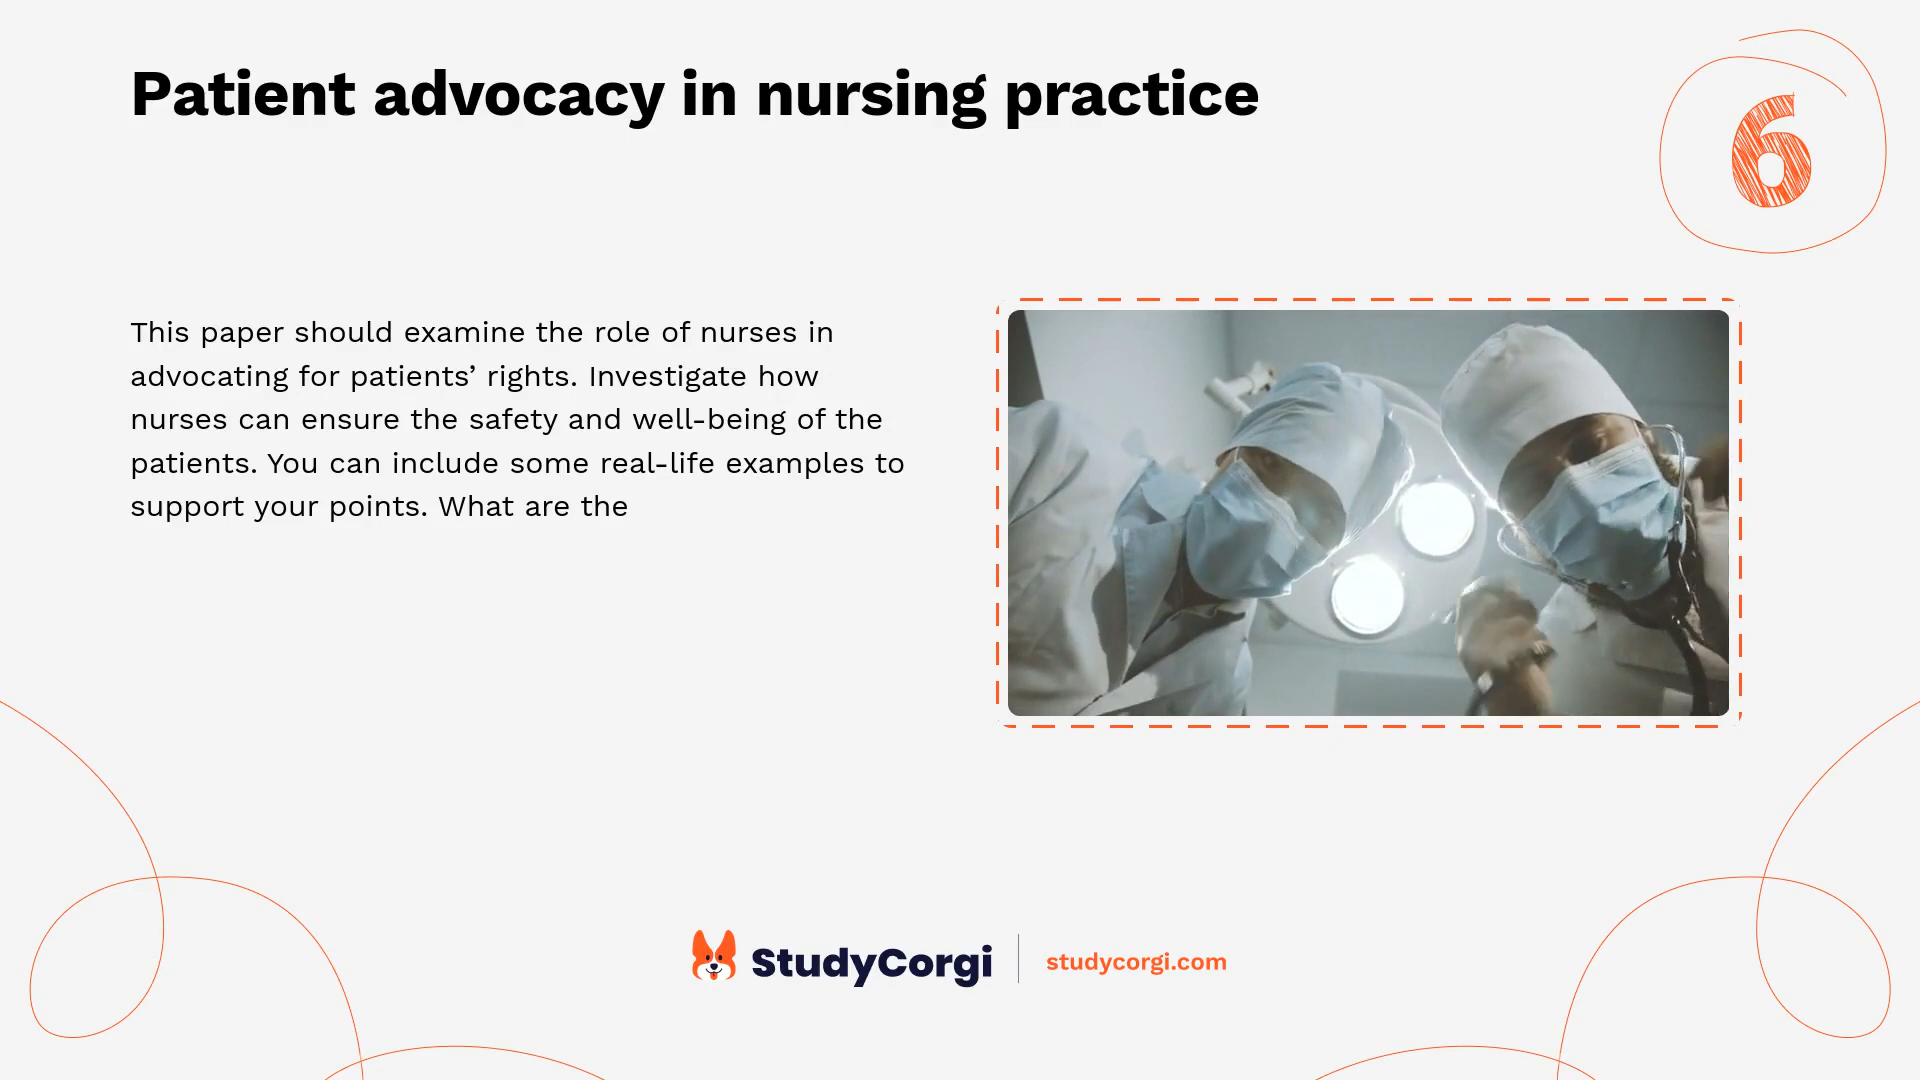 Patient advocacy in nursing practice
6
This paper should examine the role of nurses in
advocating for patients’ rights. Investigate how
nurses can ensure the safety and well-being of the
patients. You can include some real-life examples to
support your points. What are the
StudyCorgi
studycorgi.com